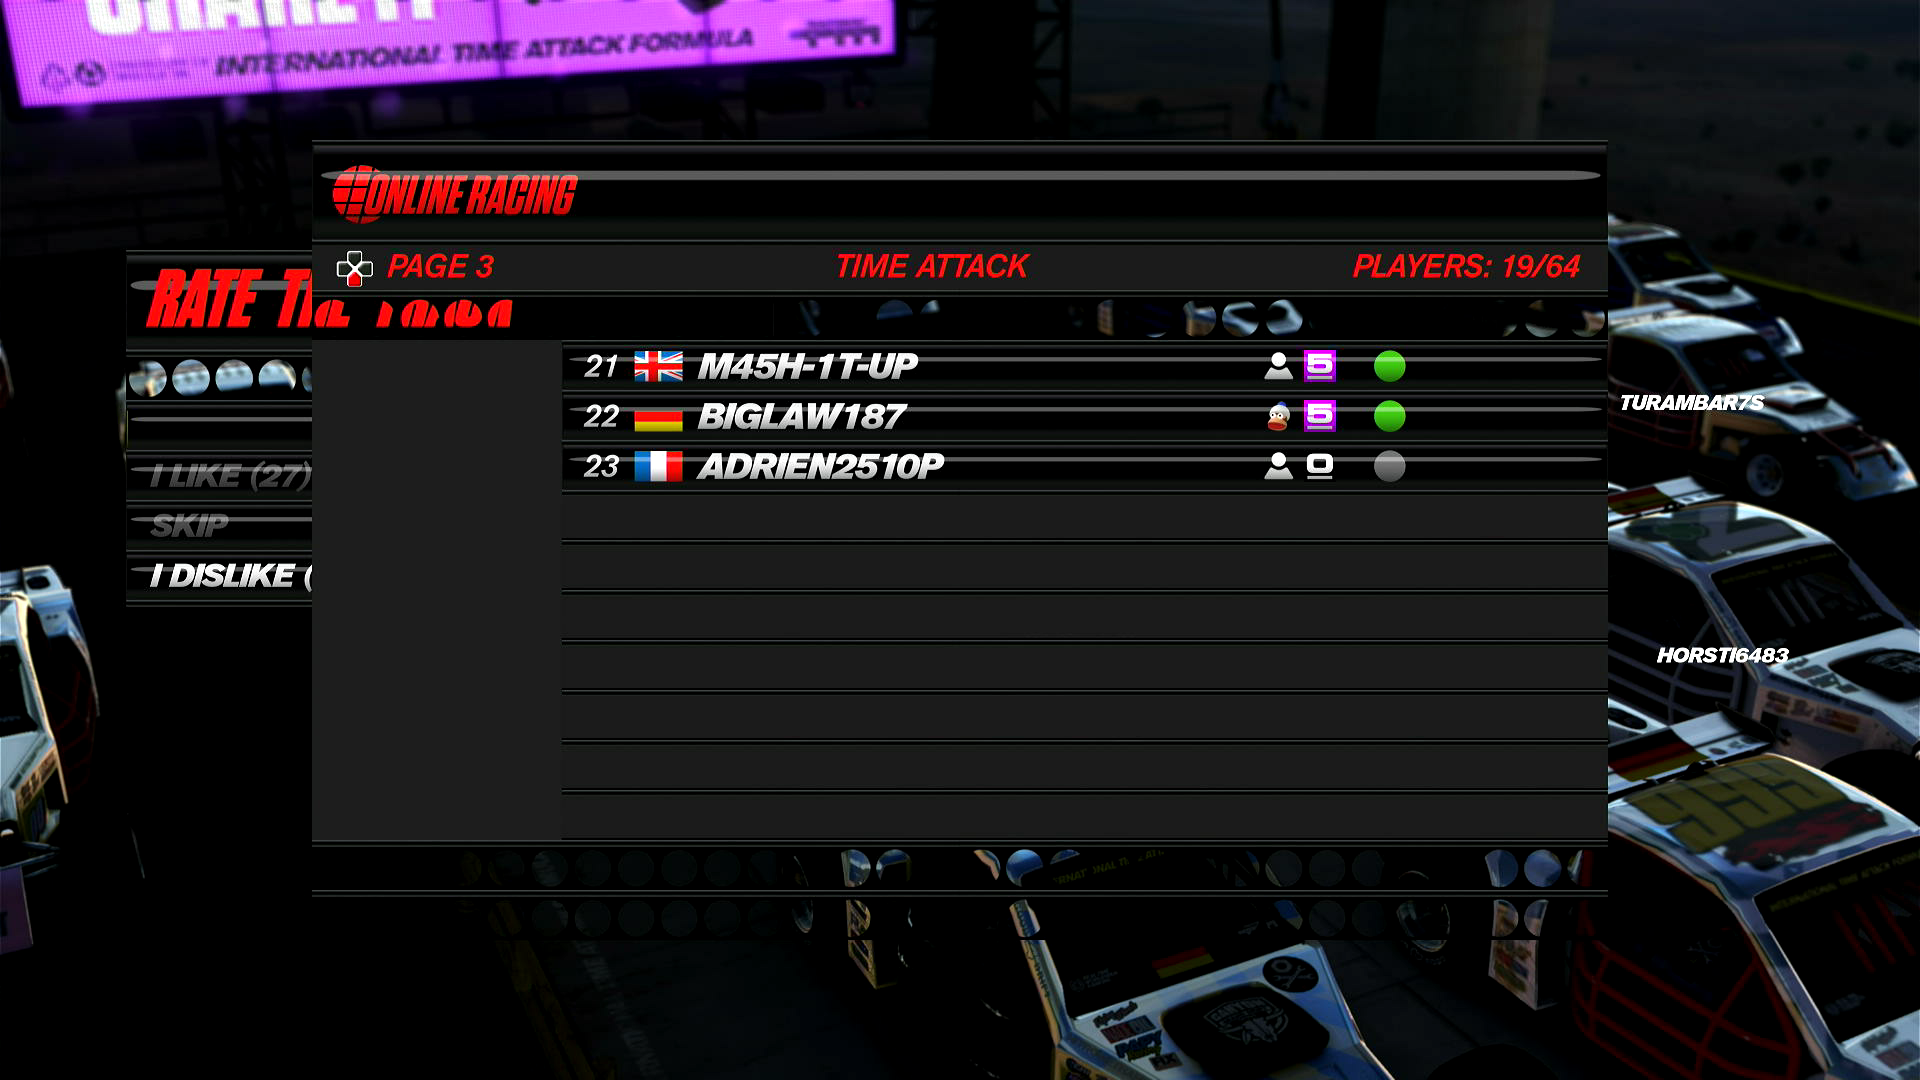 INTERNATIONAL TIME ATTACK FORMULA
ONLINE RACING
PAGE 3
TIME ATTACK
PLAYERS: 19/64
RATE
21 M45H-1T-UP 5
22 BIGLAW187 5
23 ADRIEN2510P 0
I LIKE (27)
SKIP
I DISLIKE (
TURAMBAR7S
HORSTI6483